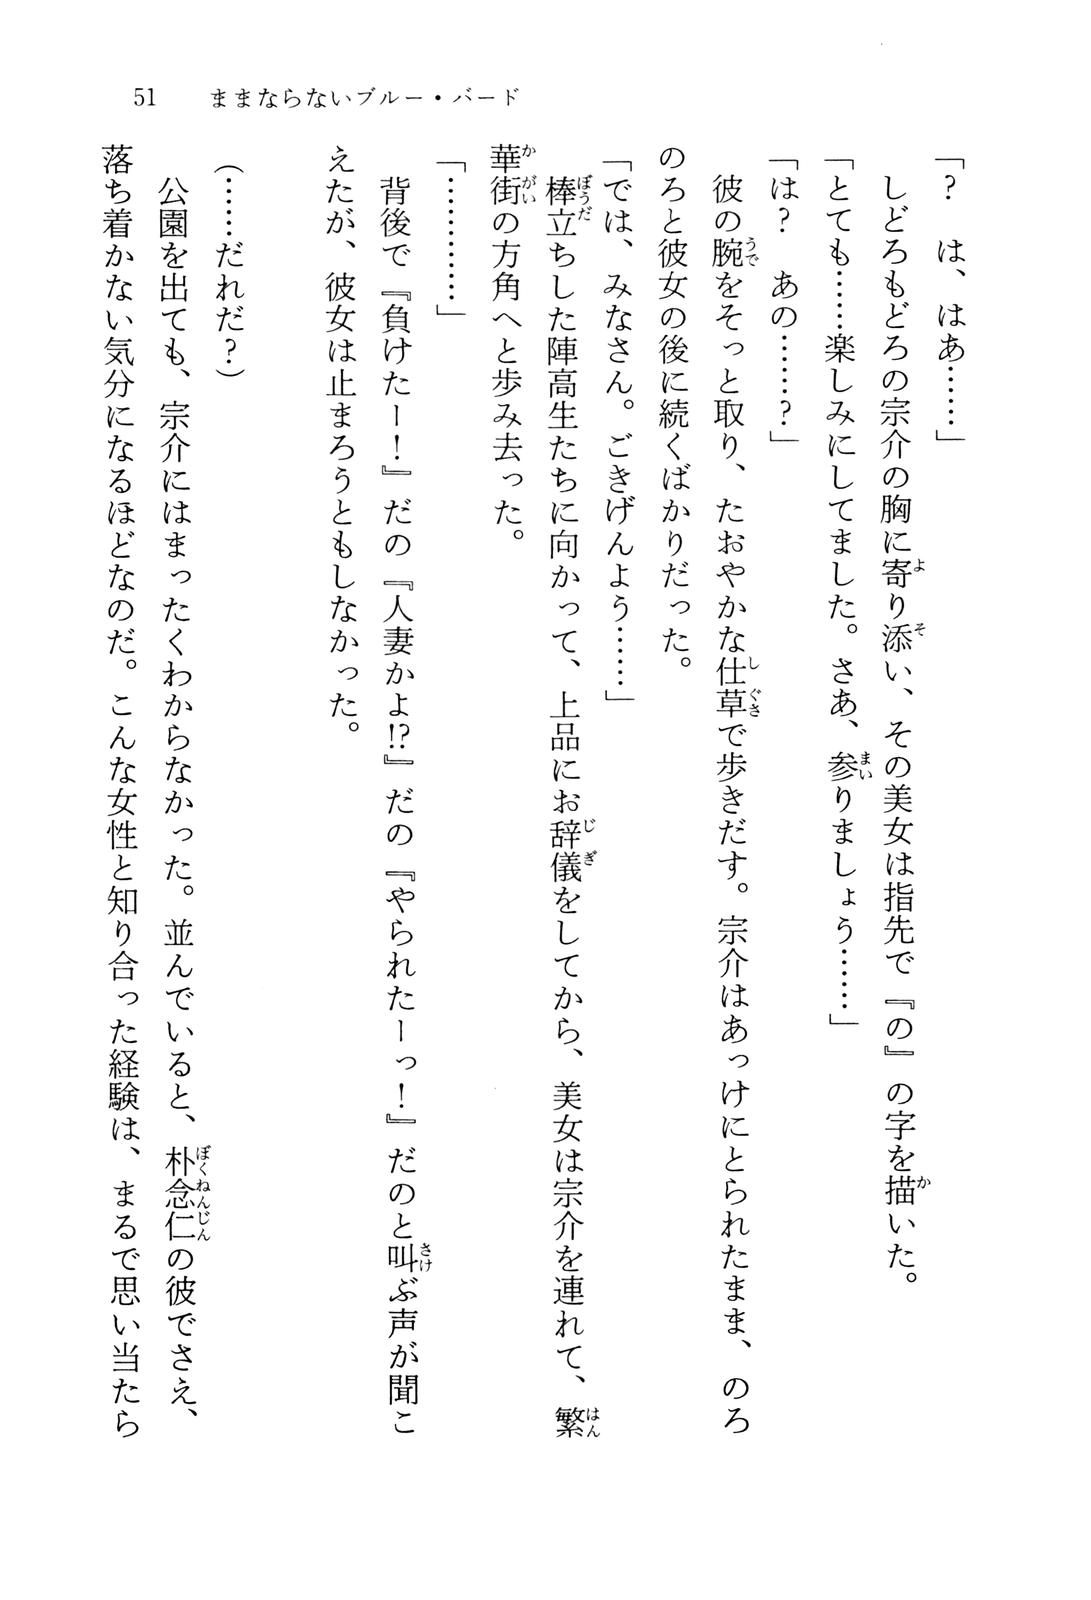 51　ままならないブルー・バード
「？　は、はあ……」
　しどろもどろの宗介の胸に寄り添い、その美女は指先で『の』の字を描いた。
「とても……楽しみにしてました。さあ、参りましょう……」
「は？　あの……？」
　彼の腕をそっと取り、たおやかな仕草で歩きだす。宗介はあっけにとられたまま、のろ
のろと彼女の後に続くばかりだった。
「では、みなさん。ごきげんよう……」
　棒立ちした陣高生たちに向かって、上品にお辞儀をしてから、美女は宗介を連れて、繁
華街の方角へと歩み去った。
「…………」
　背後で『負けたー！』だの『人妻かよ!?』だの『やられたーっ！』だのと叫ぶ声が聞こ
えたが、彼女は止まろうともしなかった。
（……だれだ？）
　公園を出ても、宗介にはまったくわからなかった。並んでいると、朴念仁の彼でさえ、
落ち着かない気分になるほどなのだ。こんな女性と知り合った経験は、まるで思い当たら